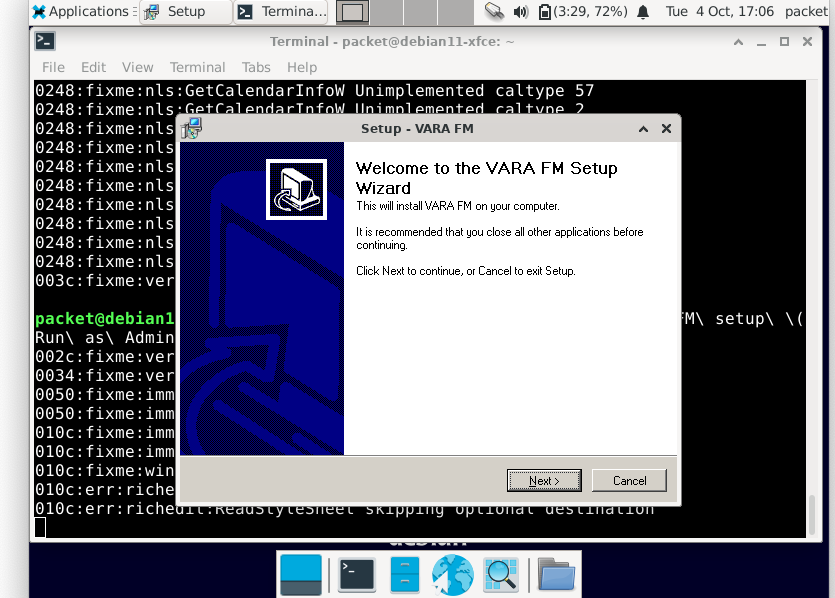 Applications Setup Termina... (3:29, 72%) Tue 4 Oct, 17:06 packet
Terminal - packet@debian11-xfce: ~
File Edit View Terminal Tabs Help
0248:fixme:nls:GetCalendarInfoW Unimplemented caltype 57
0248:fixme:nls:GetCalendarInfoW Unimplemented caltype 2
0248:fixme:nls
0248:fixme:nls
0248:fixme:nls
0248:fixme:nls
0248:fixme:nls
0248:fixme:nls
0248:fixme:nls
0248:fixme:nls
003c:fixme:ver
packet@debian1 FM\ setup\ \(
Run\ as\ Admin
002c:fixme:ver
0034:fixme:ver
0050:fixme:imm
0050:fixme:imm
010c:fixme:imm
010c:fixme:imm
010c:fixme:win
010c:err:riche
010c:err:richedit:ReadStyleSheet skipping optional destination
Setup - VARA FM
Welcome to the VARA FM Setup
Wizard
This will install VARA FM on your computer.
It is recommended that you close all other applications before
continuing.
Click Next to continue, or Cancel to exit Setup.
Next > Cancel